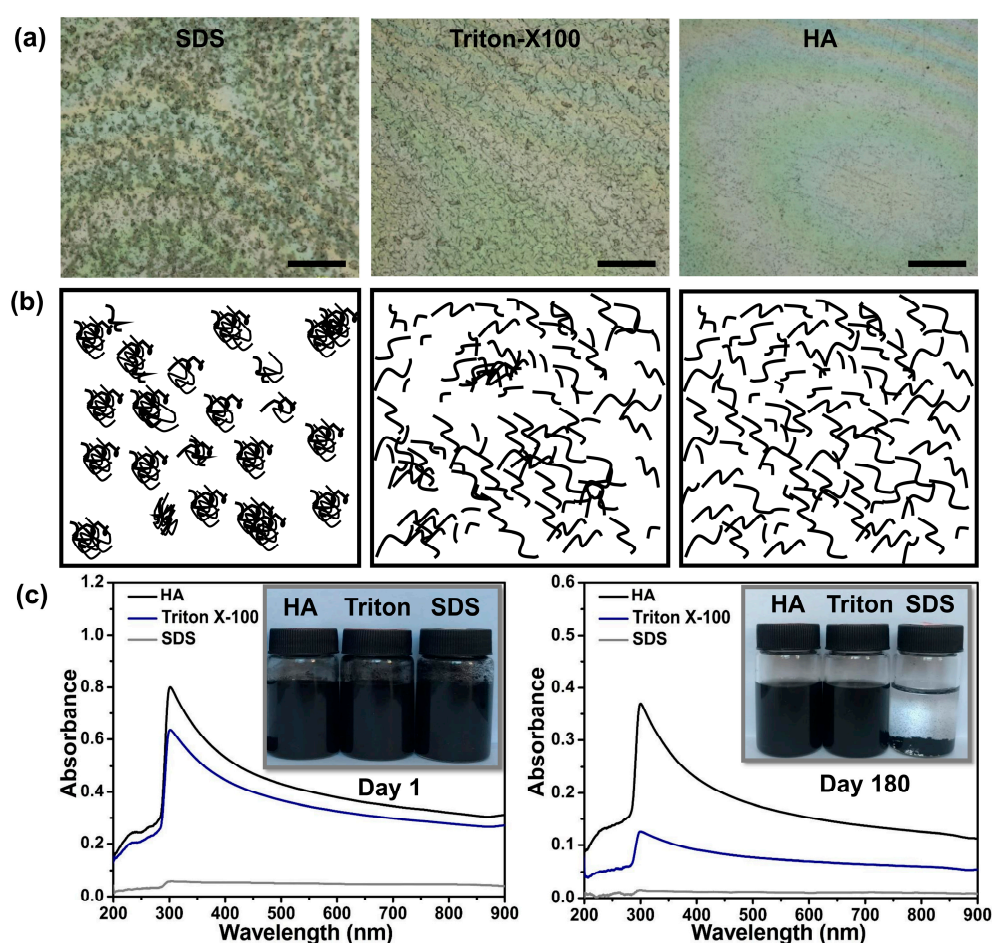 (a)
SDS
Triton-X100
HA
(b)
(c)
1.2
1.0
0.8
0.6
0.4
0.2
0.0
Absorbance
HA
Triton X-100
SDS
HA Triton SDS
Day 1
200 300 400 500 600 700 800 900
Wavelength (nm)
0.6
0.5
0.4
0.3
0.2
0.1
0.0
Absorbance
HA
Triton X-100
SDS
HA Triton SDS
Day 180
200 300 400 500 600 700 800 900
Wavelength (nm)